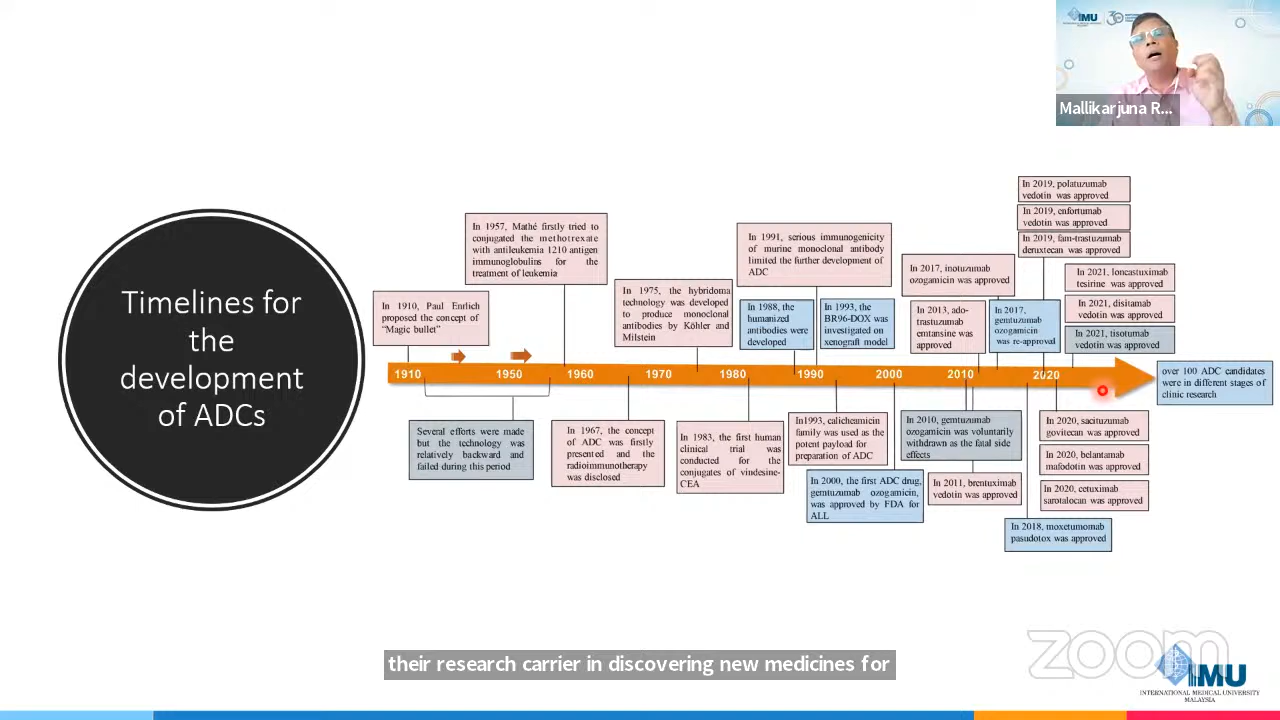 IMU
Mallikarjuna R...
Timelines for
the
development
of ADCs
In 1910, Paul Enrlich
proposed the concept of
“Magic bullet”
In 1957, Mathé firstly tried to
conjugated the methotrexate
with antileukemia 1210 antigen
immunoglobulins for the
treatment of leukemia
In 1975, the hybridoma
technology was developed
to produce monoclonal
antibodies by Köhler and
Milstein
In 1991, serious immunogenicity
of murine monoclonal antibody
limited the further development of
ADC
In 1988, the
humanized
antibodies were
developed
In 1993, the
BR96-DOX was
investigated on
xenograft model
In 2017, inotuzumab
ozogamicin was approved
In 2013, ado-
trastuzumab
emtansine was
approved
In 2017,
gemtuzumab
ozogamicin
was re-approval
In 2019, polatuzumab
vedotin was approved
In 2019, enfortumab
vedotin was approved
In 2019, fam-trastuzumab
deruxtecan was approved
In 2021, loncastuximab
tesirine was approved
In 2021, disitamab
vedotin was approved
In 2021, tisotumab
vedotin was approved
1910 1950 1960 1970 1980 1990 2000 2010 2020
over 100 ADC candidates
were in different stages of
clinic research
Several efforts were made
but the technology was
relatively backward and
failed during this period
In 1967, the concept
of ADC was firstly
presented and the
radioimmunotherapy
was disclosed
In 1983, the first human
clinical trial was
conducted for the
conjugates of vindesine-
CEA
In1993, calicheamicin
family was used as the
potent payload for
preparation of ADC
In 2000, the first ADC drug,
gemtuzumab ozogamicin,
was approved by FDA for
ALL
In 2010, gemtuzumab
ozogamicin was voluntarily
withdrawn as the fatal side
effects
In 2011, brentuximab
vedotin was approved
In 2018, moxetumomab
pasudotox was approved
In 2020, sacituzumab
govitecan was approved
In 2020, belantamab
mafodotin was approved
In 2020, cetuximab
sarotalocan was approved
their research carrier in discovering new medicines for
zoom
IMU
INTERNATIONAL MEDICAL UNIVERSITY
MALAYSIA